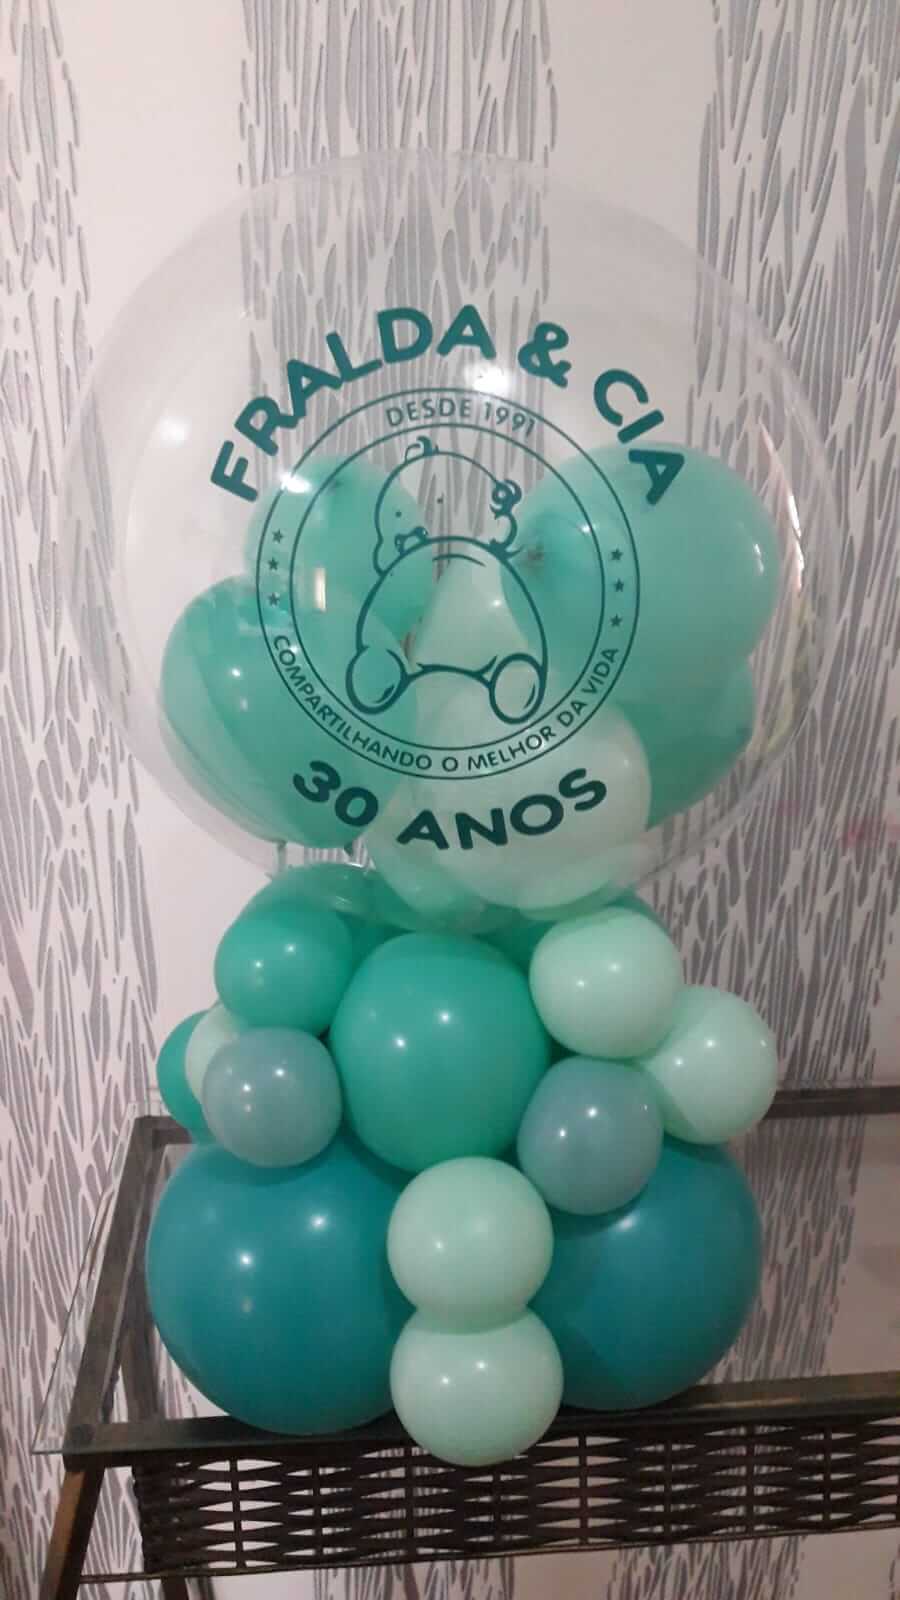 FRALDA & CIA
DESDE 1991
COMPARTILHANDO O MELHOR DA VIDA
30 ANOS